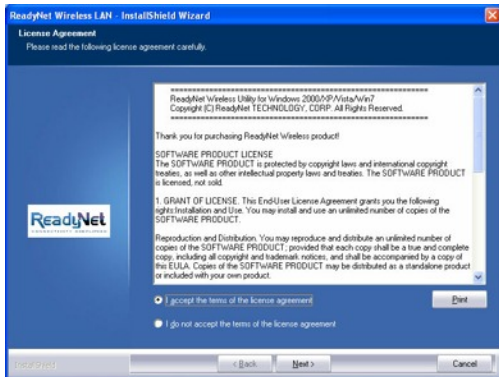 ReadyNet Wireless LAN - InstallShield Wizard
License Agreement
Please read the following license agreement carefully.
================================================
ReadyNet Wireless Utility for Windows 2000/XP/Vista/Win7
Copyright (C) ReadyNet TECHNOLOGY, CORP. All Rights Reserved.
================================================
Thank you for purchasing ReadyNet Wireless product!
SOFTWARE PRODUCT LICENSE
The SOFTWARE PRODUCT is protected by copyright laws and international copyright
treaties, as well as other intellectual property laws and treaties. The SOFTWARE PRODUCT
is licensed, not sold.
1. GRANT OF LICENSE. This End-User License Agreement grants you the following
rights:Installation and Use. You may install and use an unlimited number of copies of the
SOFTWARE PRODUCT.
Reproduction and Distribution. You may reproduce and distribute an unlimited number of
copies of the SOFTWARE PRODUCT; provided that each copy shall be a true and complete
copy, including all copyright and trademark notices, and shall be accompanied by a copy of
this EULA. Copies of the SOFTWARE PRODUCT may be distributed as a standalone product
or included with your own product.
ReadyNet
I accept the terms of the license agreement
Print
I do not accept the terms of the license agreement
InstallShield
< Back
Next >
Cancel